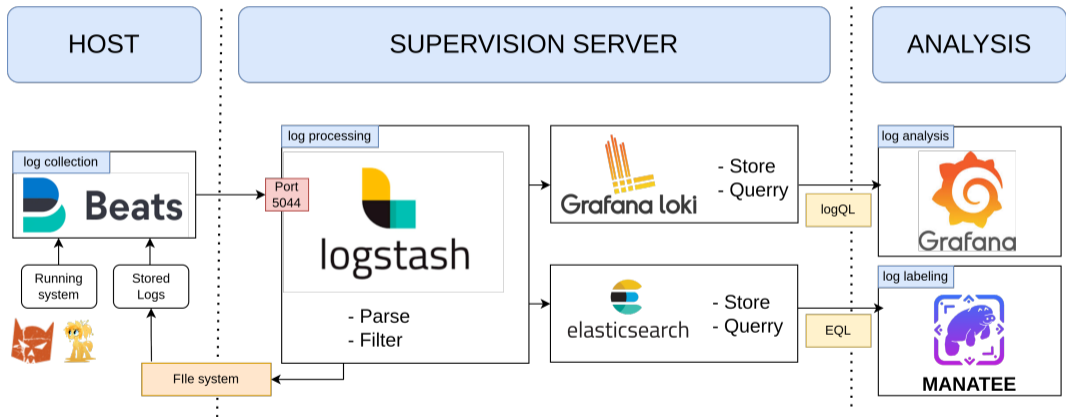 HOST
SUPERVISION SERVER
ANALYSIS
log collection
Beats
Running
system
Stored
Logs
FIle system
log processing
Port
5044
logstash
- Parse
- Filter
Grafana loki
- Store
- Querry
logQL
elasticsearch
- Store
- Querry
EQL
log analysis
Grafana
log labeling
MANATEE